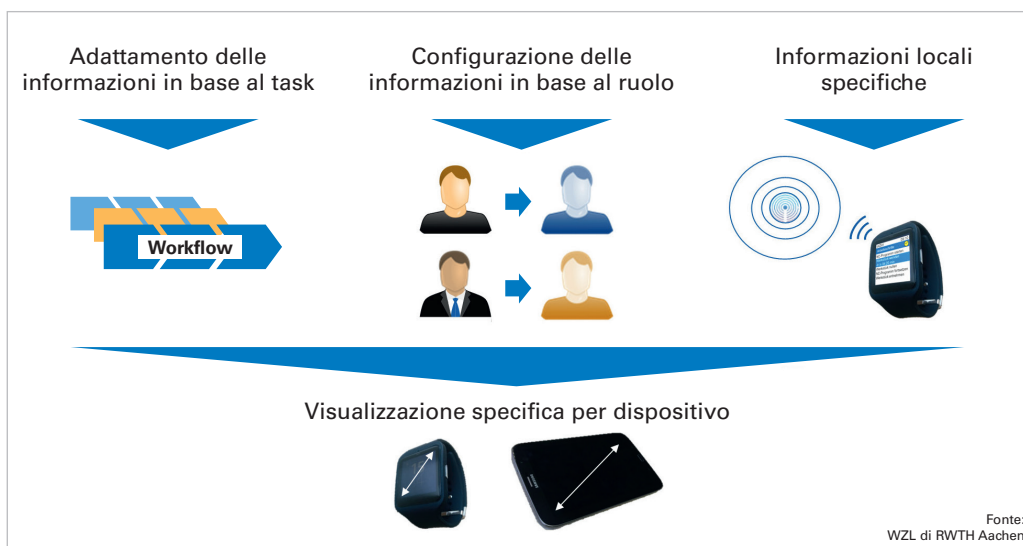 Adattamento delle
informazioni in base al task
Configurazione delle
informazioni in base al ruolo
Informazioni locali
specifiche
Workflow
Visualizzazione specifica per dispositivo
Fonte:
WZL di RWTH Aachen